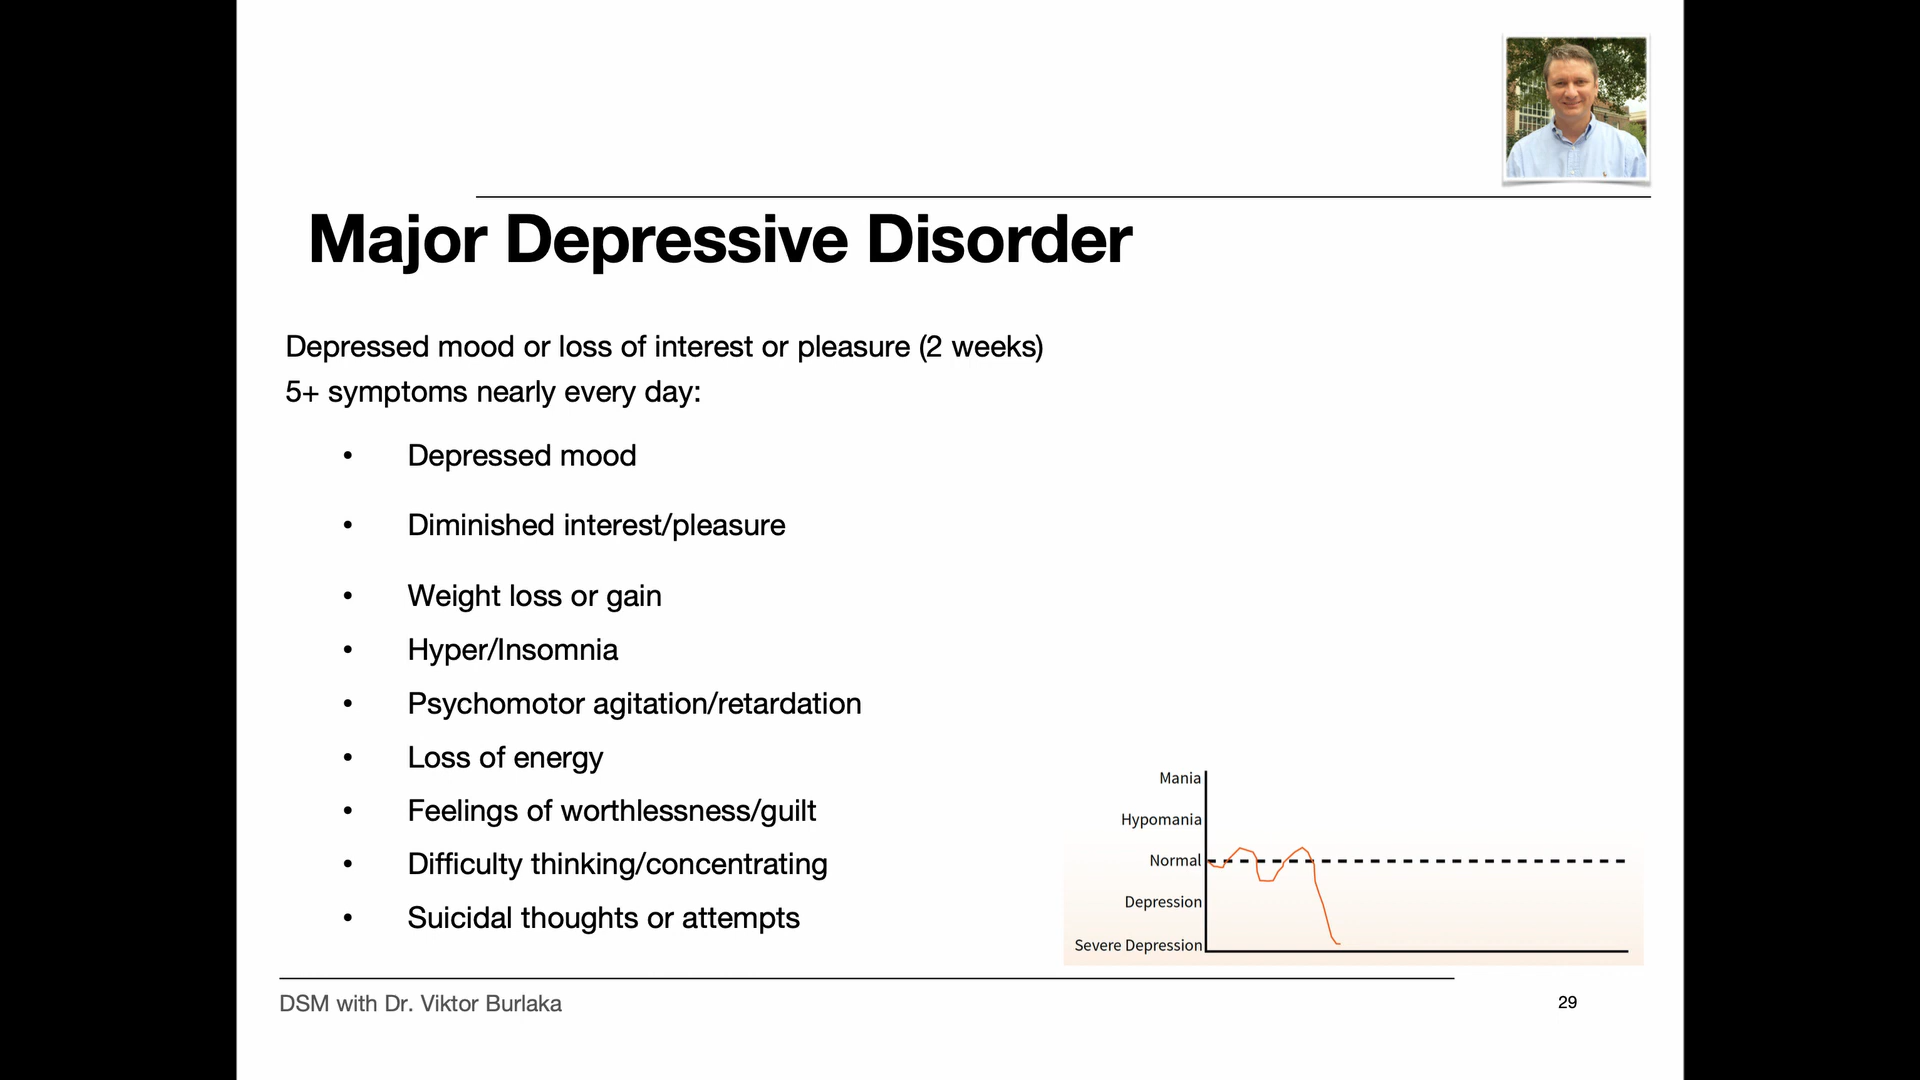 Major Depressive Disorder
Depressed mood or loss of interest or pleasure (2 weeks)
5+ symptoms nearly every day:
• Depressed mood
• Diminished interest/pleasure
• Weight loss or gain
• Hyper/Insomnia
• Psychomotor agitation/retardation
• Loss of energy
• Feelings of worthlessness/guilt
• Difficulty thinking/concentrating
• Suicidal thoughts or attempts
Mania
Hypomania
Normal
Depression
Severe Depression
DSM with Dr. Viktor Burlaka
29